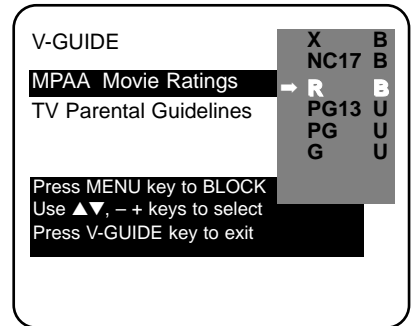 V-GUIDE
MPAA Movie Ratings
TV Parental Guidelines
X B
NC17 B
➡ R B
PG13 U
PG U
G U
Press MENU key to BLOCK
Use ▲▼, – + keys to select
Press V-GUIDE key to exit